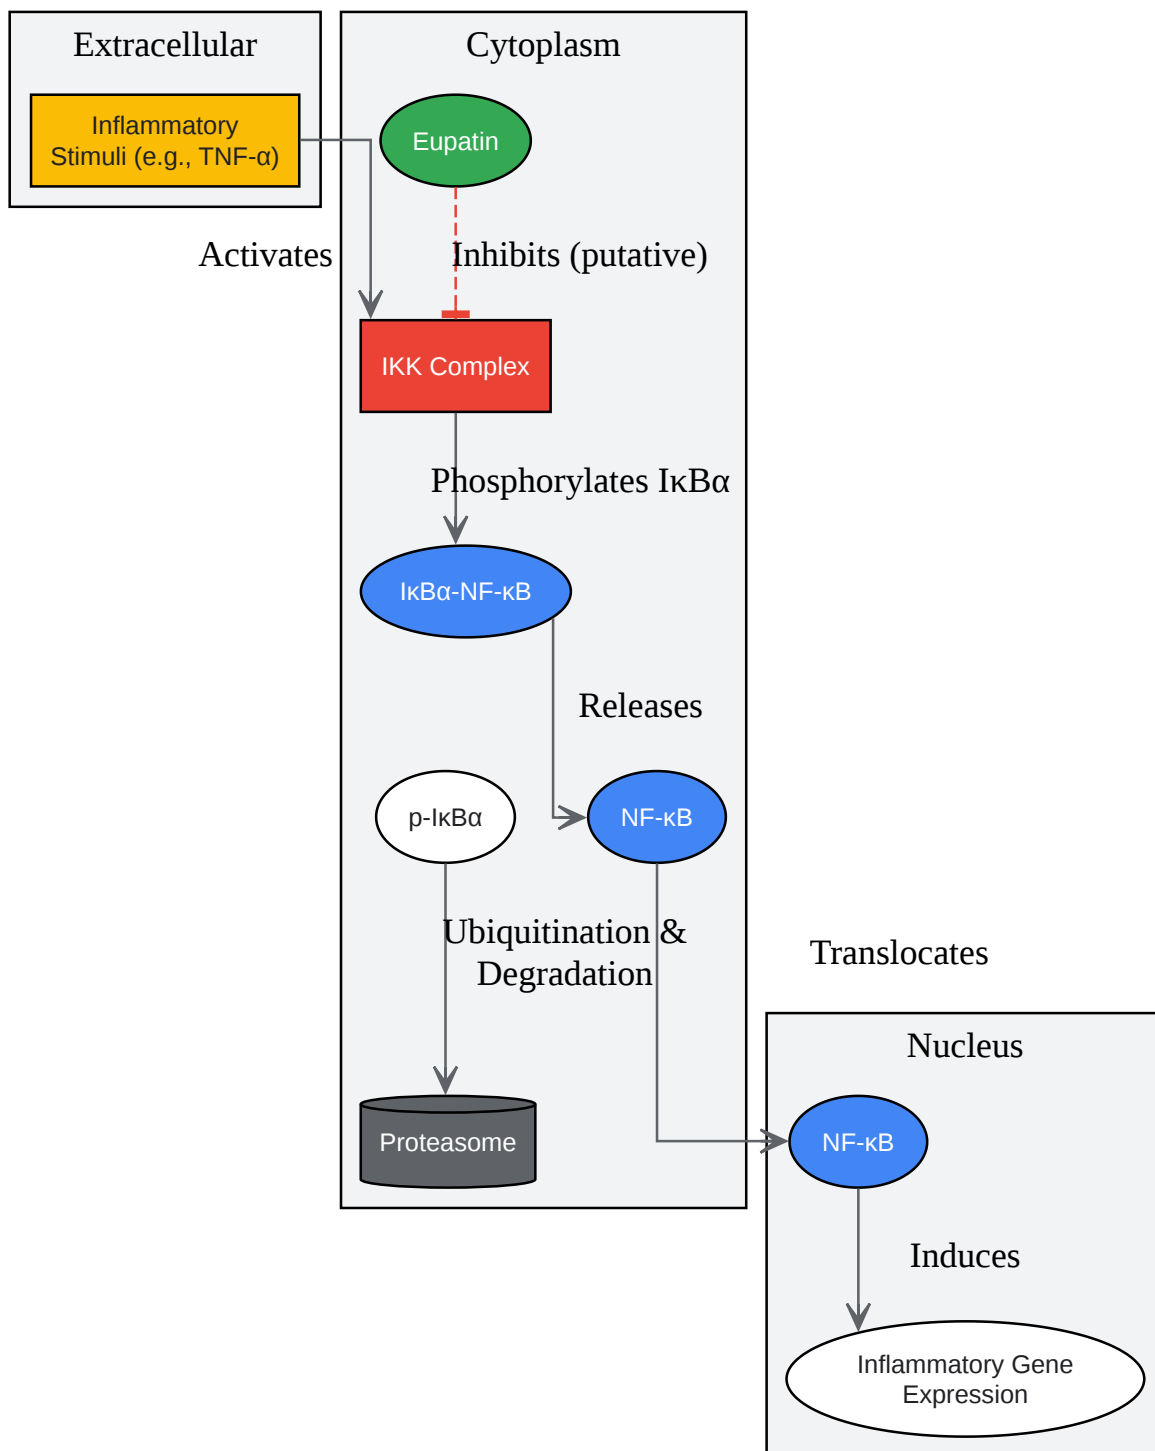 Extracellular
Cytoplasm
Inflammatory
Stimuli (e.g., TNF-α)
Eupatin
Activates
Inhibits (putative)
IKK Complex
Phosphorylates IκBα
IκBα-NF-κB
Releases
p-IκBα
NF-κB
Ubiquitination &
Degradation
Translocates
Nucleus
Proteasome
NF-κB
Induces
Inflammatory Gene
Expression